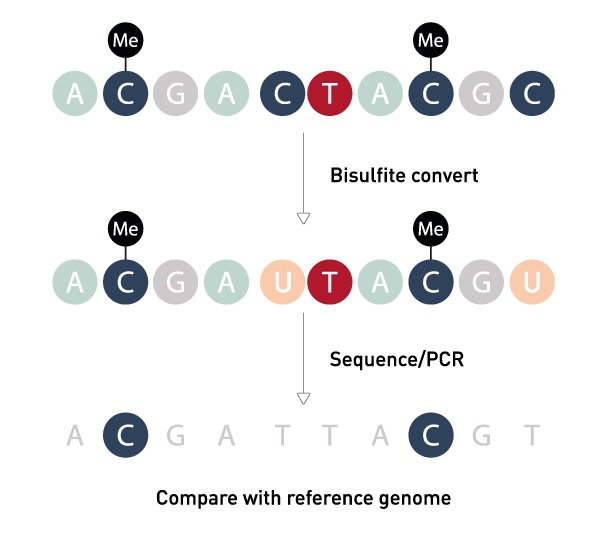 Me Me
A C G A C T A C G C
Bisulfite convert
Me Me
A C G A U T A C G U
Sequence/PCR
A C G A T T A C G T
Compare with reference genome